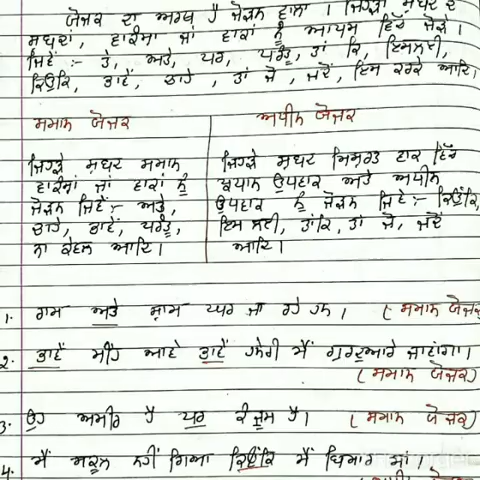 ਯੋਜਕ ਦਾ ਅਰਥ ਹੈ ਜੋੜਨ ਵਾਲਾ । ਜਿਹੜੇ ਸ਼ਬਦ ਦੋ
ਸ਼ਬਦਾਂ, ਵਾਕੰਸ਼ਾਂ ਜਾਂ ਵਾਕਾਂ ਨੂੰ ਆਪਸ ਵਿੱਚ ਜੋੜੇ ।
ਜਿਵੇਂ :- ਤੇ, ਅਤੇ, ਪਰ, ਪਰੰਤੂ, ਤਾਂ ਕਿ, ਇਸਲਈ,
ਕਿਉਂਕਿ, ਭਾਵੇਂ, ਚਾਹੇ, ਤਾਂ ਜੋ, ਜਦੋਂ, ਇਸ ਕਰਕੇ ਆਦਿ।
ਸਮਾਨ ਯੋਜਕ
ਅਧੀਨ ਯੋਜਕ
ਜਿਹੜੇ ਸ਼ਬਦ ਸਮਾਨ
ਵਾਕੰਸ਼ਾਂ ਜਾਂ ਵਾਕਾਂ ਨੂੰ
ਜੋੜਨ ਜਿਵੇਂ :- ਅਤੇ,
ਚਾਹੇ, ਭਾਵੇਂ, ਪਰੰਤੂ,
ਨਾ ਕੇਵਲ ਆਦਿ।
ਜਿਹੜੇ ਸ਼ਬਦ ਮਿਸ਼ਰਤ ਵਾਕ ਵਿੱਚ
ਪ੍ਰਧਾਨ ਉਪਵਾਕ ਅਤੇ ਅਧੀਨ
ਉਪਵਾਕ ਨੂੰ ਜੋੜਨ ਜਿਵੇਂ :- ਕਿਉਂਕਿ,
ਇਸ ਲਈ, ਤਾਂਕਿ, ਤਾਂ ਜੋ, ਜਦੋਂ
ਆਦਿ।
1. ਰਾਮ ਅਤੇ ਸ਼ਾਮ ਘਰ ਜਾ ਰਹੇ ਹਨ । (ਸਮਾਨ ਯੋਜਕ
2. ਭਾਵੇਂ ਮੀਂਹ ਆਵੇ ਭਾਵੇਂ ਹਨੇਰੀ ਮੈਂ ਗੁਰਦੁਆਰੇ ਜਾਵਾਂਗਾ।
(ਸਮਾਨ ਯੋਜਕ)
3. ਉਹ ਅਮੀਰ ਹੈ ਪਰ ਕੰਜੂਸ ਹੈ। (ਸਮਾਨ ਯੋਜਕ)
4. ਮੈਂ ਸਕੂਲ ਨਹੀਂ ਗਿਆ ਕਿਉਂਕਿ ਮੈਂ ਬਿਮਾਰ ਸੀ।